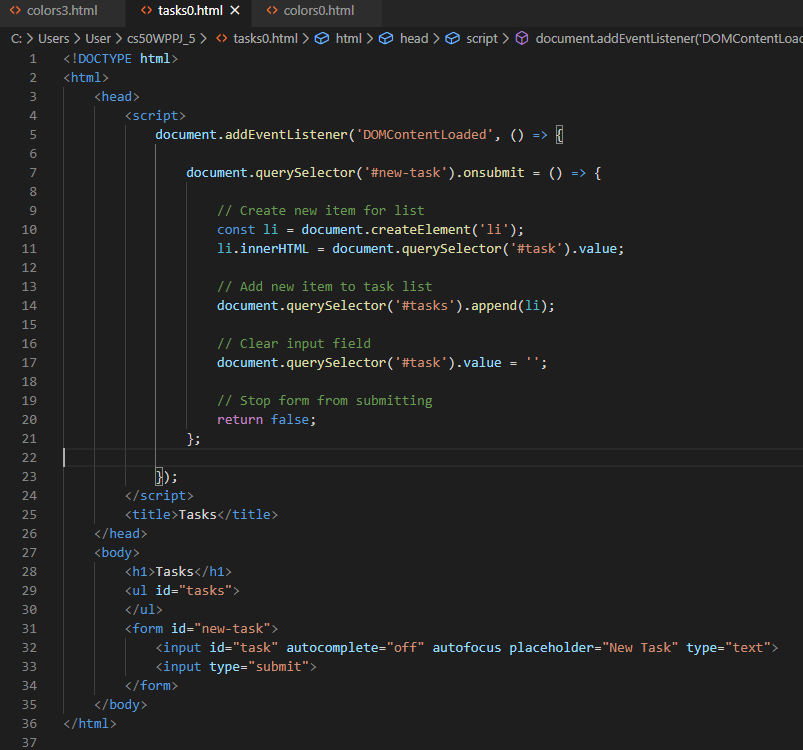 colors3.html tasks0.html colors0.html
C: > Users > User > cs50WPPJ_5 > tasks0.html > html > head > script > document.addEventListener('DOMContentLoad
1 <!DOCTYPE html>
2 <html>
3     <head>
4         <script>
5             document.addEventListener('DOMContentLoaded', () => {
6
7                 document.querySelector('#new-task').onsubmit = () => {
8
9                     // Create new item for list
10                     const li = document.createElement('li');
11                     li.innerHTML = document.querySelector('#task').value;
12
13                     // Add new item to task list
14                     document.querySelector('#tasks').append(li);
15
16                     // Clear input field
17                     document.querySelector('#task').value = '';
18
19                     // Stop form from submitting
20                     return false;
21                 };
22
23             });
24         </script>
25         <title>Tasks</title>
26     </head>
27     <body>
28         <h1>Tasks</h1>
29         <ul id="tasks">
30         </ul>
31         <form id="new-task">
32             <input id="task" autocomplete="off" autofocus placeholder="New Task" type="text">
33             <input type="submit">
34         </form>
35     </body>
36 </html>
37